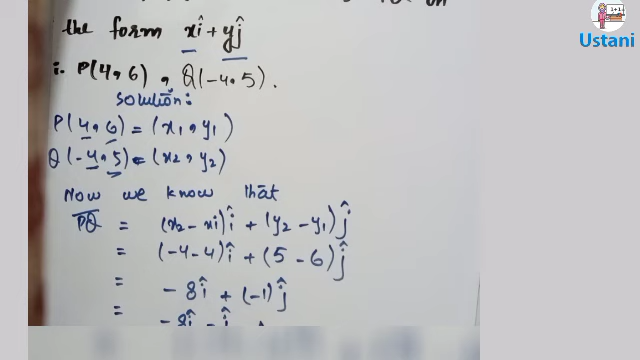 the form xî + yĵ
i. P(4,6), Q(-4,5).
Solution:
P(4,6) = (x₁, y₁)
Q(-4,5) = (x₂, y₂)
Now we know that
PQ = (x₂ - xi)î + (y₂ - y₁)ĵ
= (-4-4)î + (5-6)ĵ
= -8î + (-1)ĵ
= -8î - ĵ
Ustani